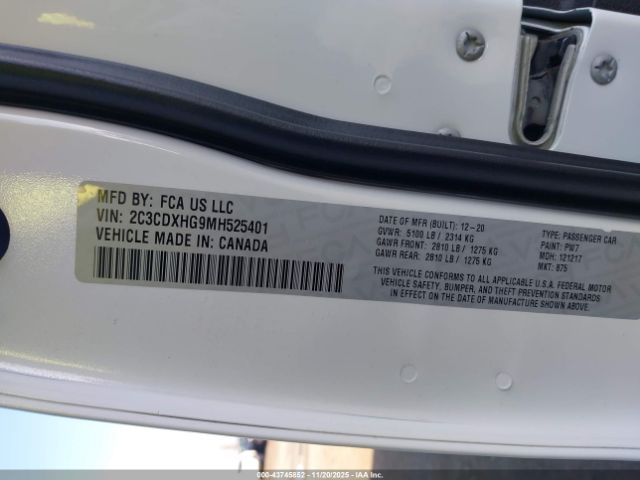 MFD BY: FCA US LLC
VIN: 2C3CDXHG9MH525401
VEHICLE MADE IN: CANADA
DATE OF MFR (BUILT): 12-20
GVWR: 5100 LB / 2314 KG
GAWR FRONT: 2810 LB / 1275 KG
GAWR REAR: 2810 LB / 1275 KG
TYPE: PASSENGER CAR
PAINT: PW7
MDH: 121217
MKT: 875
THIS VEHICLE CONFORMS TO ALL APPLICABLE U.S.A. FEDERAL MOTOR
VEHICLE SAFETY, BUMPER, AND THEFT PREVENTION STANDARDS
IN EFFECT ON THE DATE OF MANUFACTURE SHOWN ABOVE.
© - 43745852 - 11/20/2025 - IAA Inc.